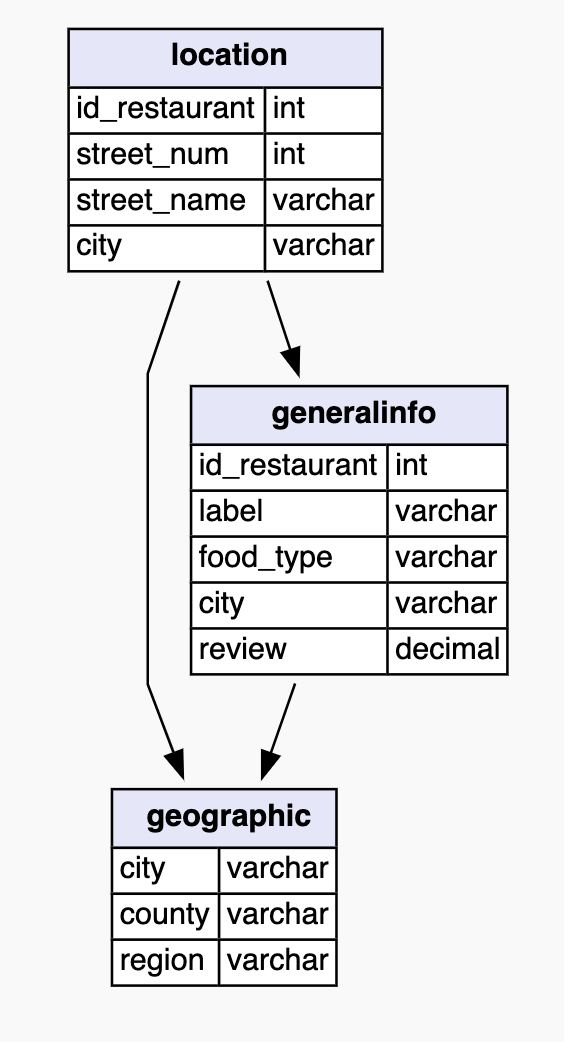 location
id_restaurant int
street_num int
street_name varchar
city varchar
generalinfo
id_restaurant int
label varchar
food_type varchar
city varchar
review decimal
geographic
city varchar
county varchar
region varchar